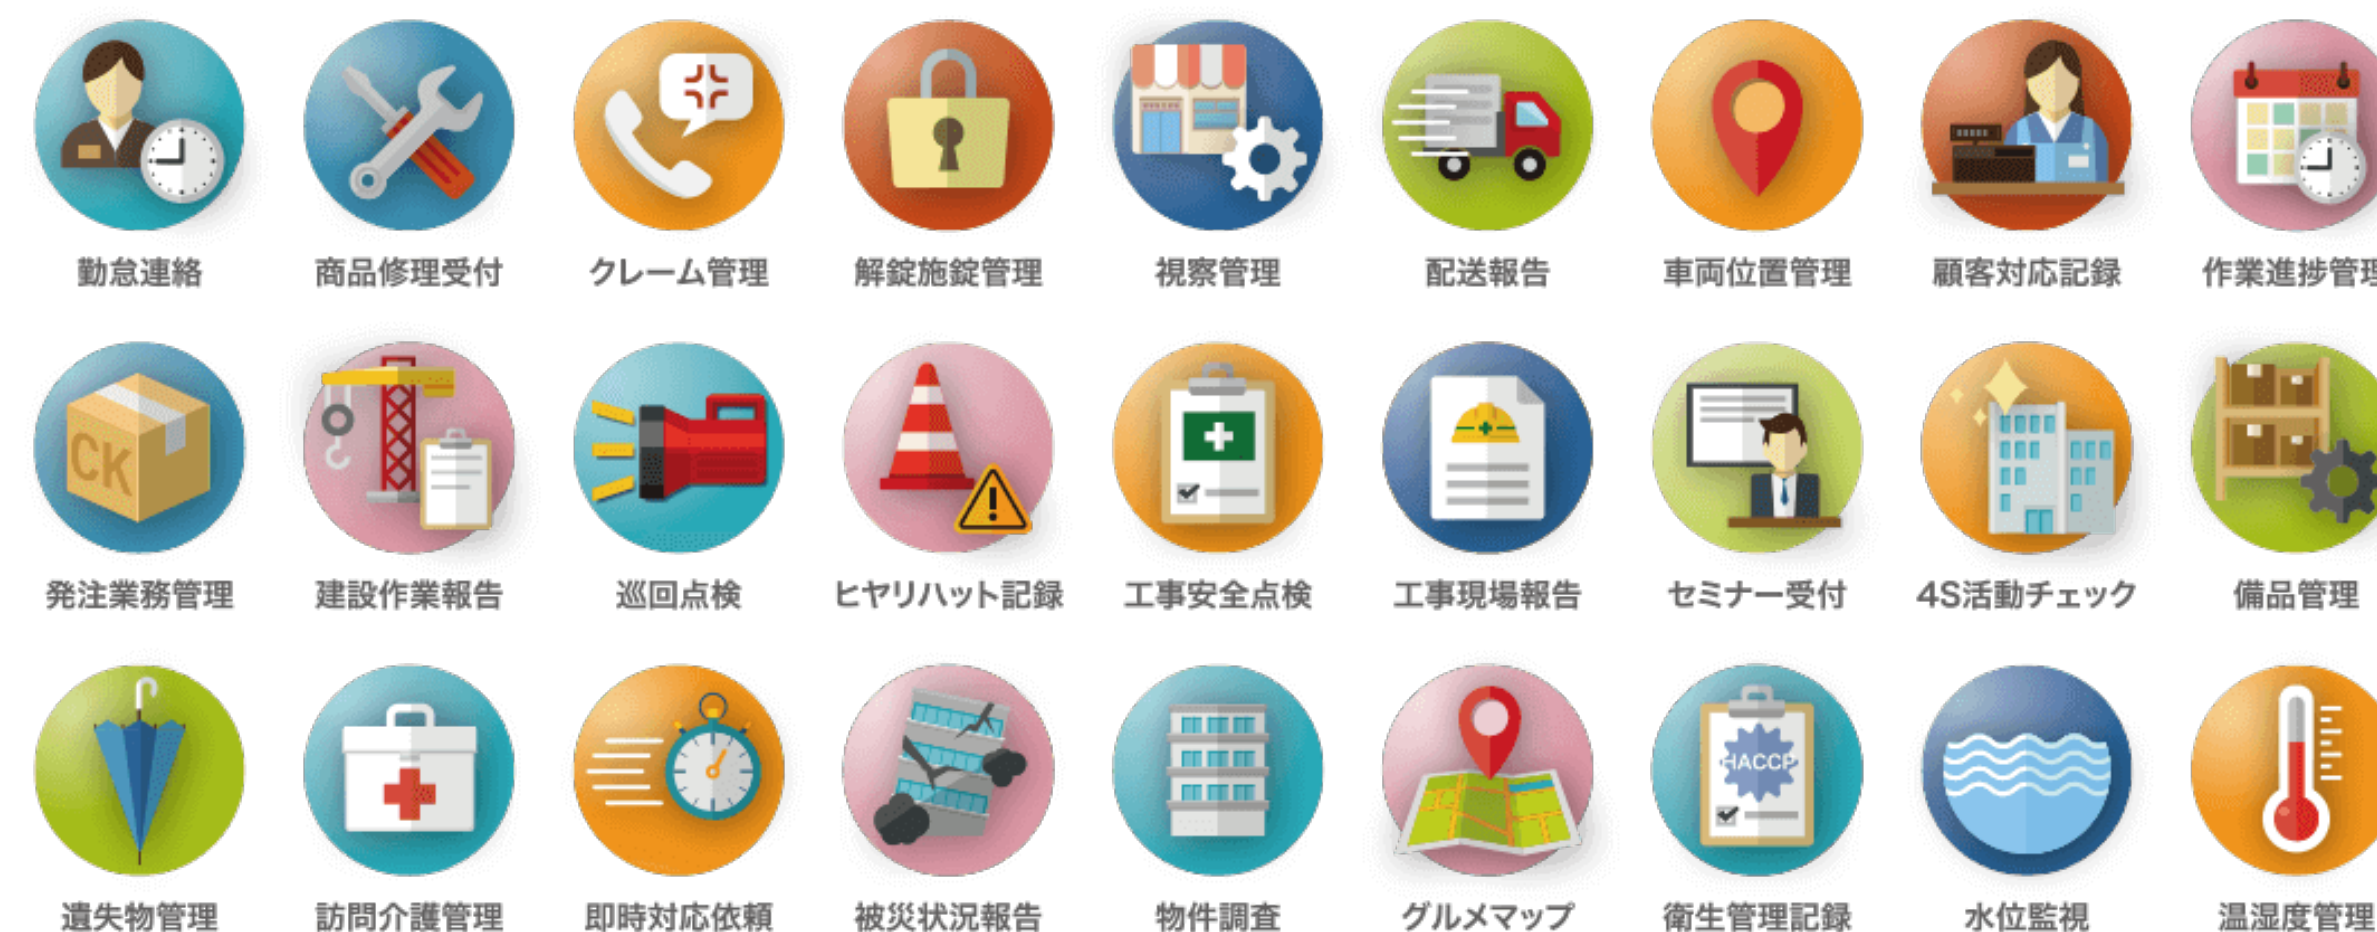 勤怠連絡
商品修理受付
クレーム管理
解錠施錠管理
視察管理
配送報告
車両位置管理
顧客対応記録
作業進捗管理
CK
発注業務管理
建設作業報告
巡回点検
ヒヤリハット記録
工事安全点検
工事現場報告
セミナー受付
4S活動チェック
備品管理
HACCP
遺失物管理
訪問介護管理
即時対応依頼
被災状況報告
物件調査
グルメマップ
衛生管理記録
水位監視
温湿度管理